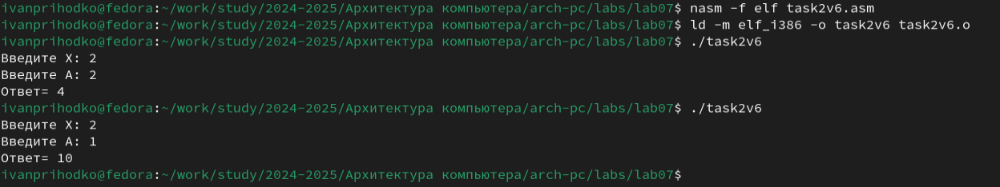 ivanprihodko@fedora:~/work/study/2024-2025/Архитектура компьютера/arch-pc/labs/lab07$ nasm -f elf task2v6.asm
ivanprihodko@fedora:~/work/study/2024-2025/Архитектура компьютера/arch-pc/labs/lab07$ ld -m elf_i386 -o task2v6 task2v6.o
ivanprihodko@fedora:~/work/study/2024-2025/Архитектура компьютера/arch-pc/labs/lab07$ ./task2v6
Введите X: 2
Введите A: 2
Ответ= 4
ivanprihodko@fedora:~/work/study/2024-2025/Архитектура компьютера/arch-pc/labs/lab07$ ./task2v6
Введите X: 2
Введите A: 1
Ответ= 10
ivanprihodko@fedora:~/work/study/2024-2025/Архитектура компьютера/arch-pc/labs/lab07$